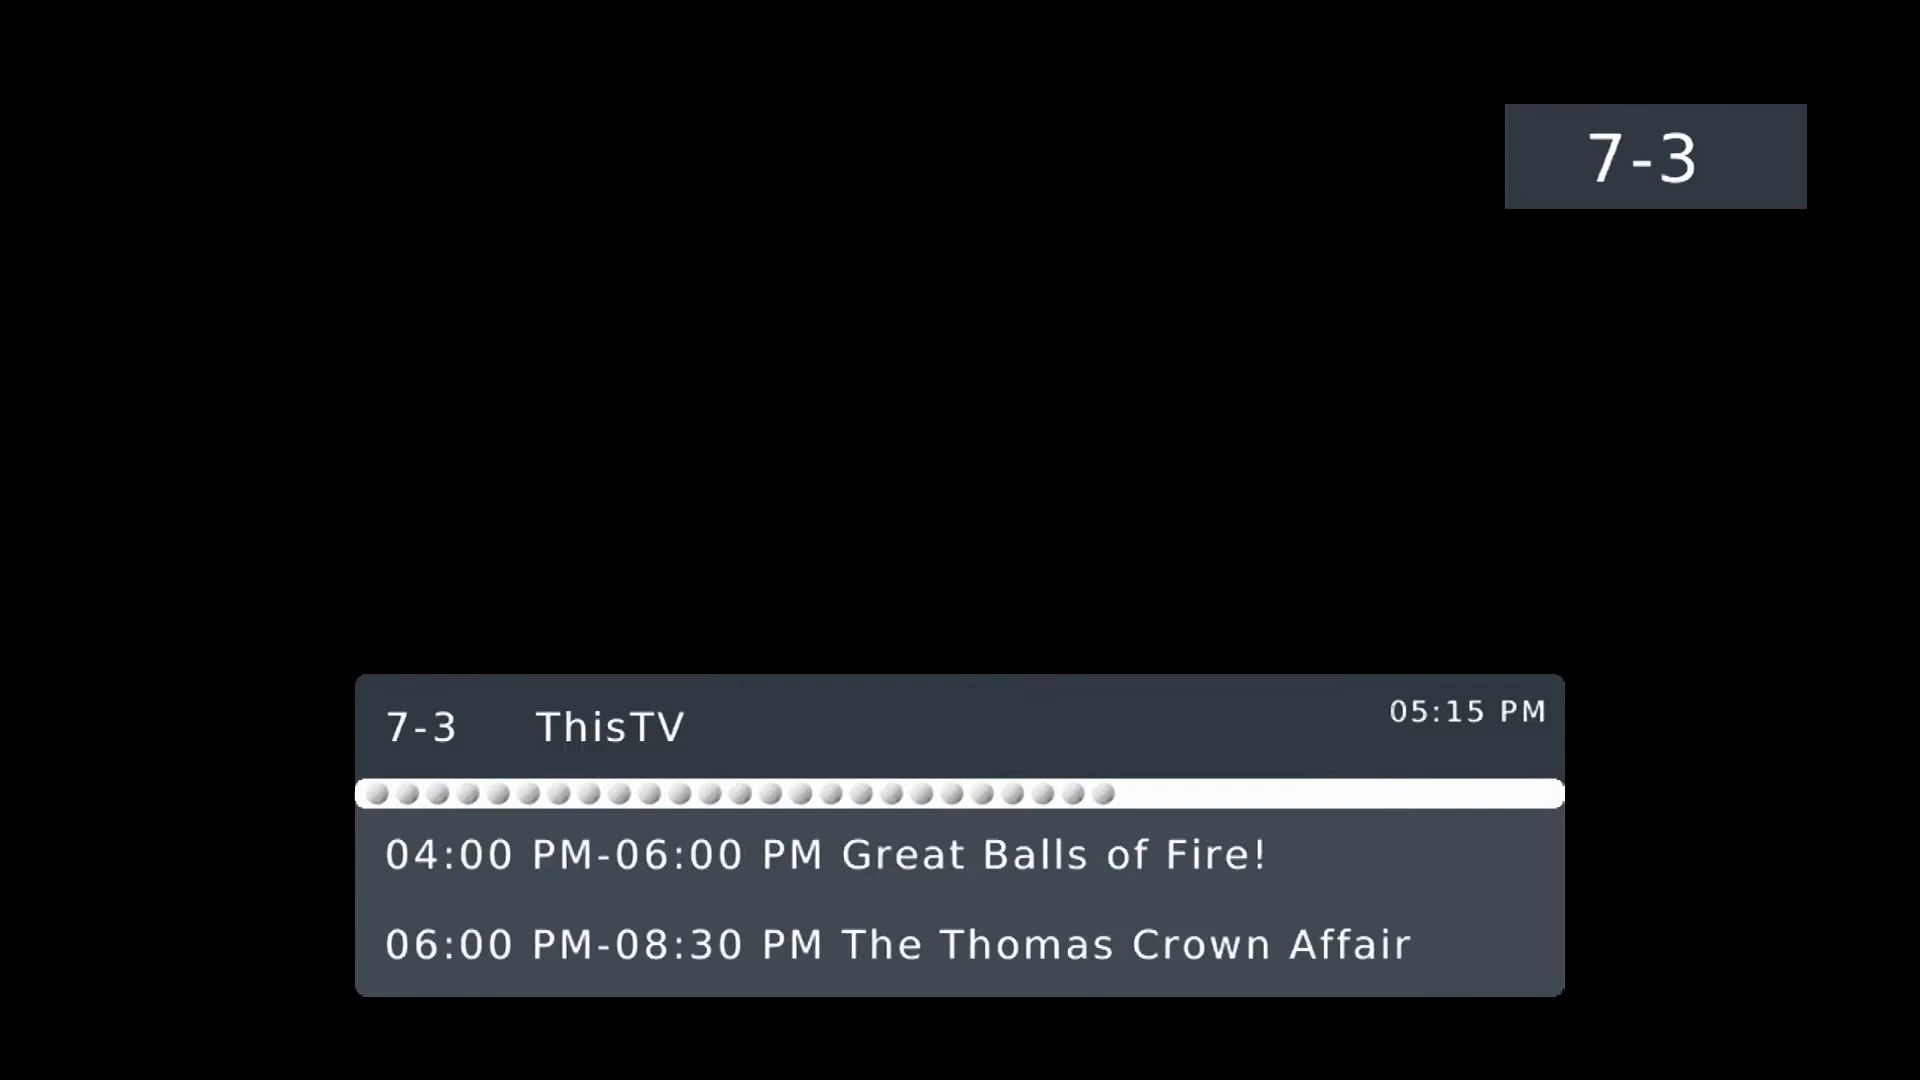 7-3
7-3 ThisTV 05:15 PM
04:00 PM-06:00 PM Great Balls of Fire!
06:00 PM-08:30 PM The Thomas Crown Affair